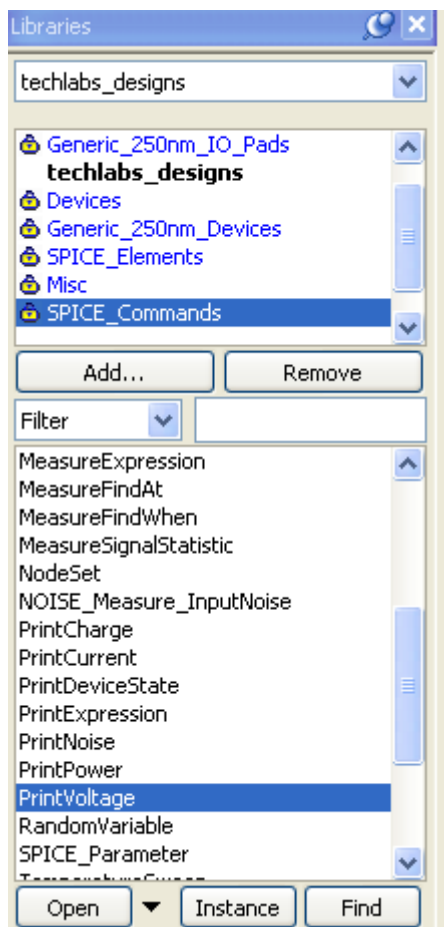 Libraries
techlabs_designs
Generic_250nm_IO_Pads
techlabs_designs
Devices
Generic_250nm_Devices
SPICE_Elements
Misc
SPICE_Commands
Add... Remove
Filter
MeasureExpression
MeasureFindAt
MeasureFindWhen
MeasureSignalStatistic
NodeSet
NOISE_Measure_InputNoise
PrintCharge
PrintCurrent
PrintDeviceState
PrintExpression
PrintNoise
PrintPower
PrintVoltage
RandomVariable
SPICE_Parameter
Open Instance Find